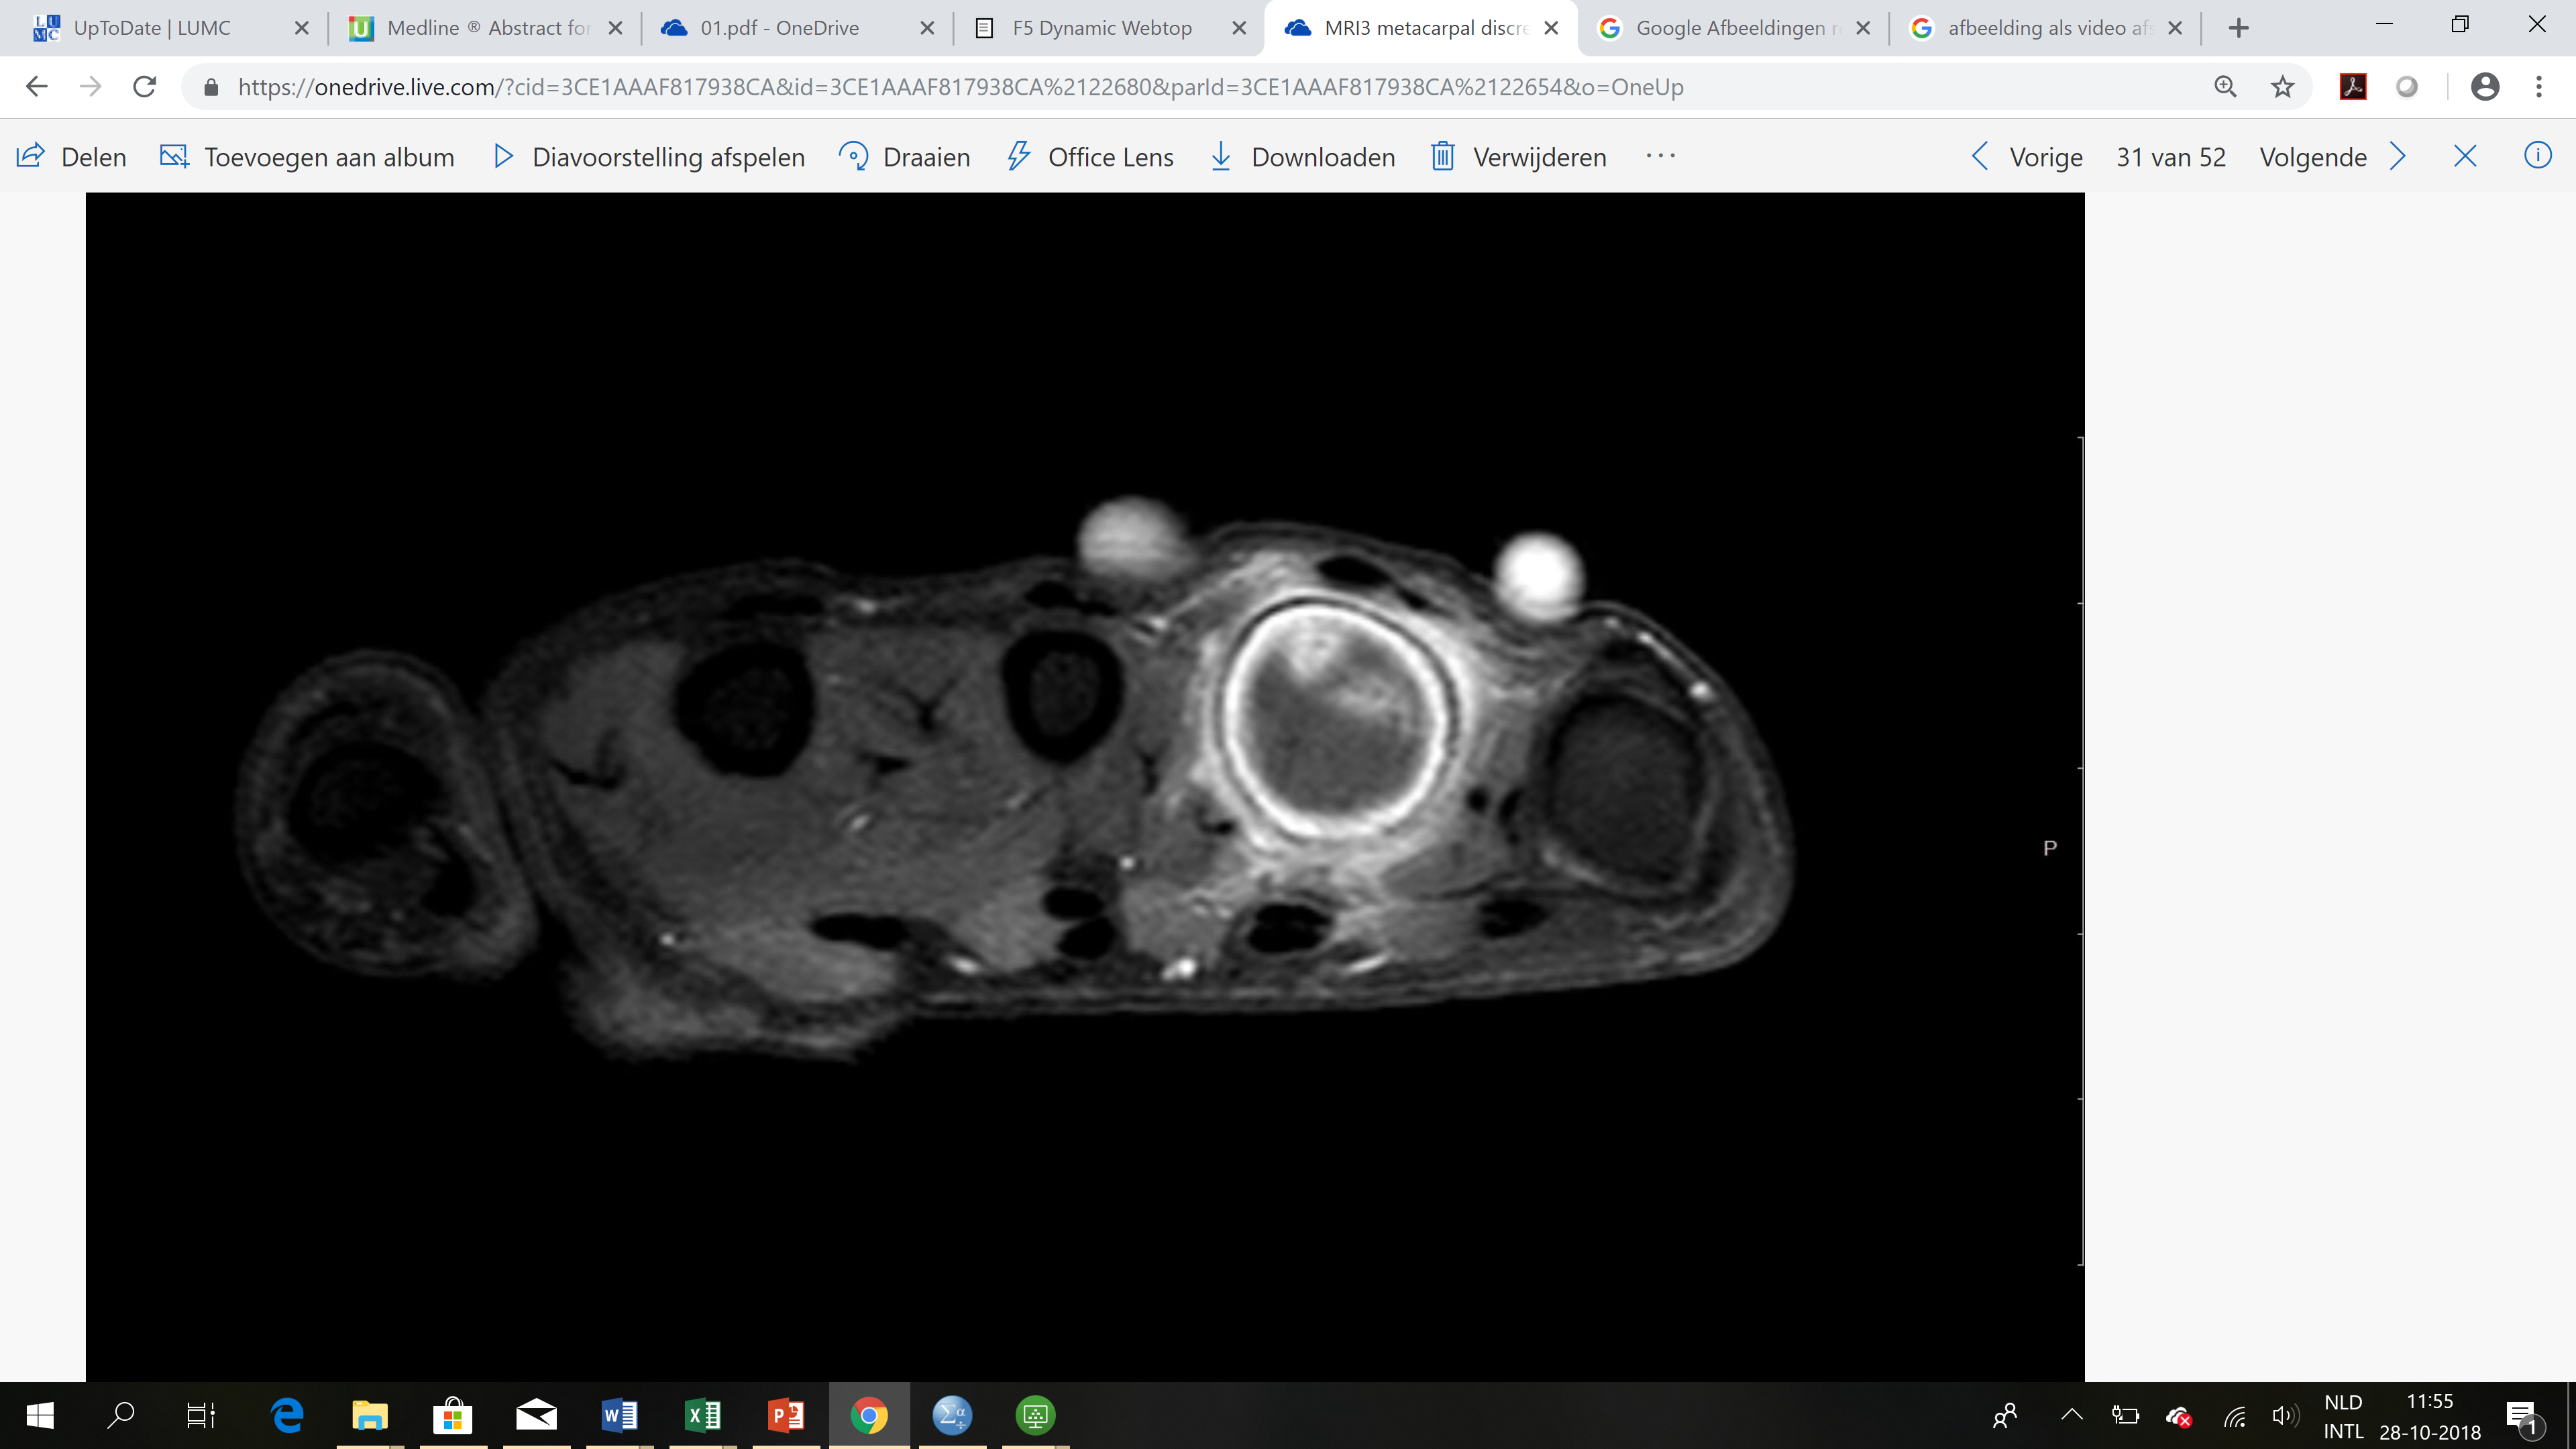 UpToDate | LUMC
Medline ® Abstract for
01.pdf - OneDrive
F5 Dynamic Webtop
MRI3 metacarpal discre
Google Afbeeldingen r
afbeelding als video af
https://onedrive.live.com/?cid=3CE1AAAF817938CA&id=3CE1AAAF817938CA%2122680&parId=3CE1AAAF817938CA%2122654&o=OneUp
Delen Toevoegen aan album Diavoorstelling afspelen Draaien Office Lens Downloaden Verwijderen ... Vorige 31 van 52 Volgende
P
NLD 11:55
INTL 28-10-2018
1